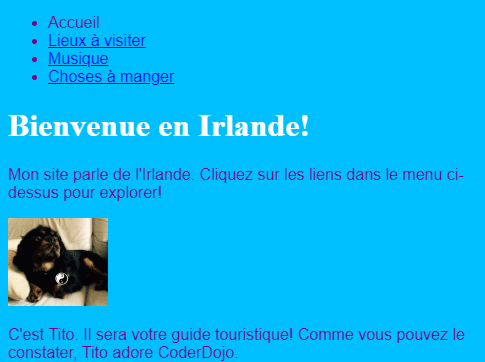 Accueil
Lieux à visiter
Musique
Choses à manger
Bienvenue en Irlande!
Mon site parle de l'Irlande. Cliquez sur les liens dans le menu ci-
dessus pour explorer!
C'est Tito. Il sera votre guide touristique! Comme vous pouvez le
constater, Tito adore CoderDojo.